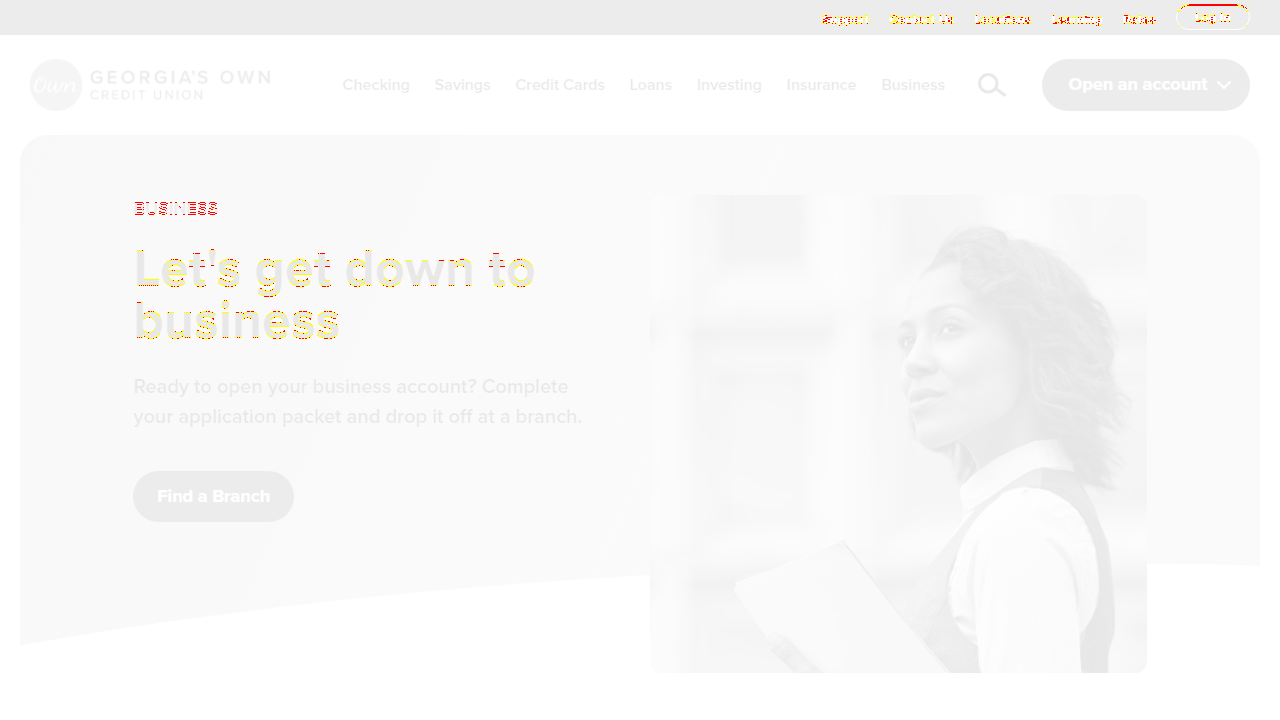 Support Contact Us Locations Learning News Log In
Own GEORGIA'S OWN
CREDIT UNION
Checking Savings Credit Cards Loans Investing Insurance Business Open an account
BUSINESS
Let's get down to
business
Ready to open your business account? Complete
your application packet and drop it off at a branch.
Find a Branch